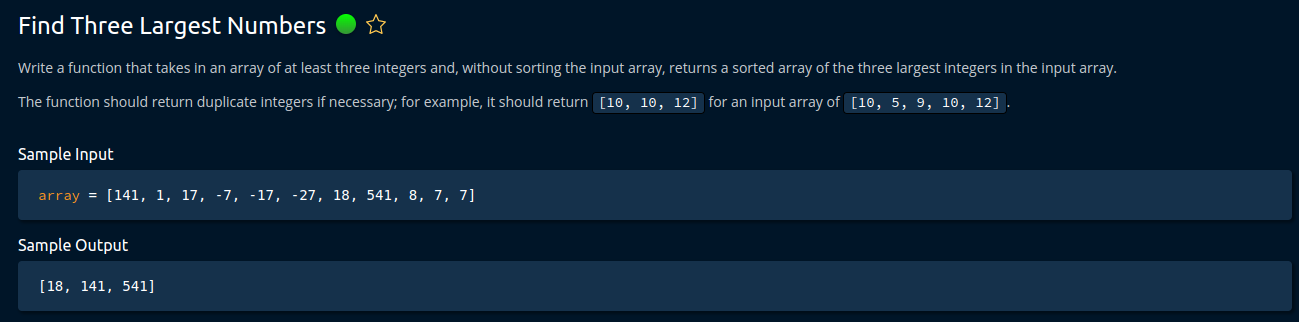 Find Three Largest Numbers
Write a function that takes in an array of at least three integers and, without sorting the input array, returns a sorted array of the three largest integers in the input array.
The function should return duplicate integers if necessary; for example, it should return [10, 10, 12] for an input array of [10, 5, 9, 10, 12].
Sample Input
array = [141, 1, 17, -7, -17, -27, 18, 541, 8, 7, 7]
Sample Output
[18, 141, 541]